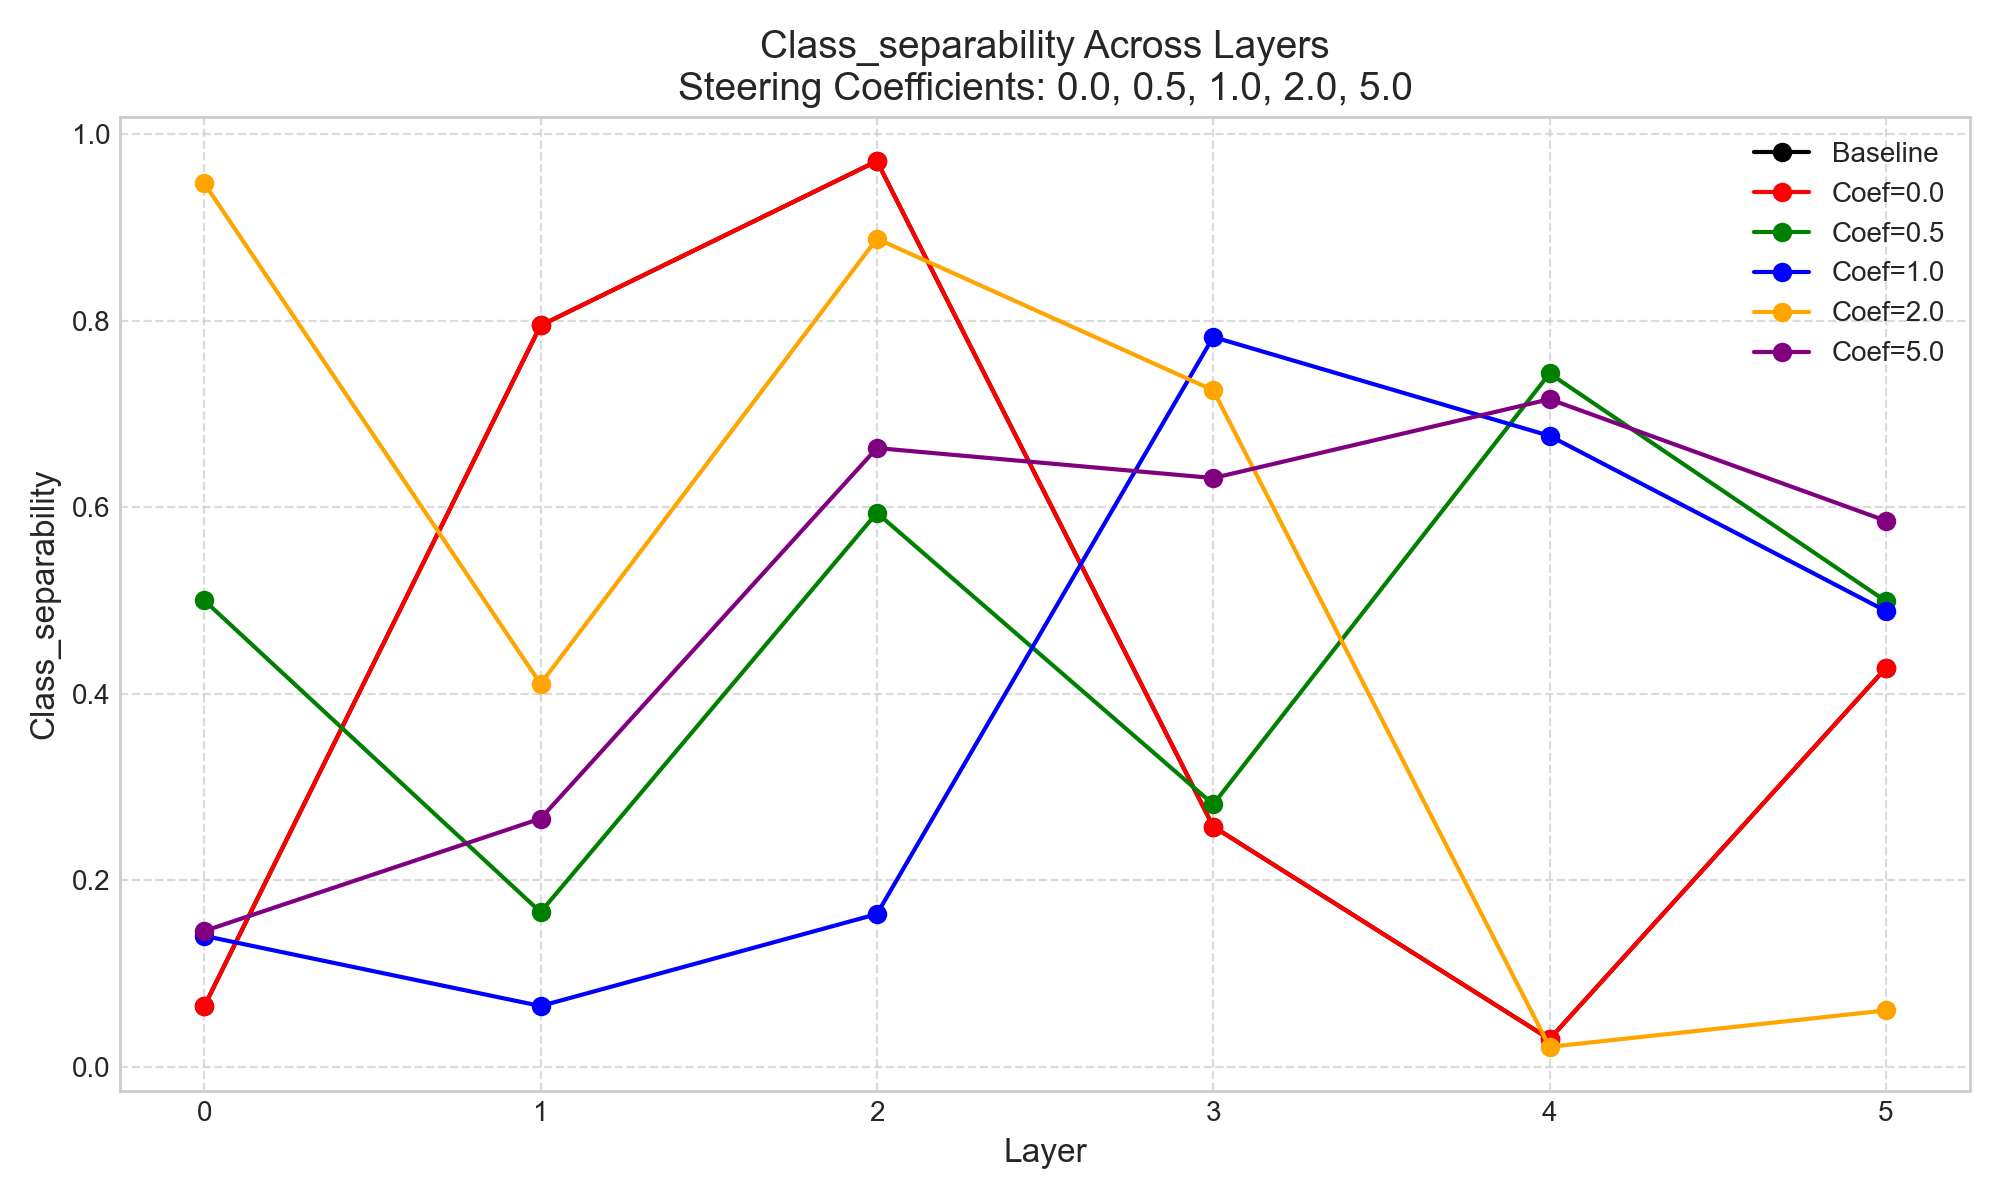 Class_separability Across Layers
Steering Coefficients: 0.0, 0.5, 1.0, 2.0, 5.0
Class_separability
1.0
0.8
0.6
0.4
0.2
0.0
Baseline
Coef=0.0
Coef=0.5
Coef=1.0
Coef=2.0
Coef=5.0
0 1 2 3 4 5
Layer